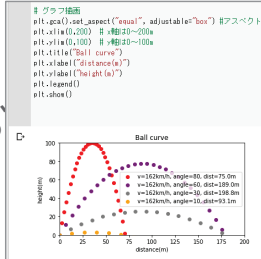 # グラフ描画
plt.gca().set_aspect("equal", adjustable="box") #アスペクト
plt.xlim(0,200) # x軸は0～200m
plt.ylim(0,100) # y軸は0～100m
plt.title("Ball curve")
plt.xlabel("distance(m)")
plt.ylabel("height(m)")
plt.legend()
plt.show()
Ball curve
100
80
60
40
20
0
height(m)
v=162km/h, angle=80, dist=75.0m
v=162km/h, angle=60, dist=189.0m
v=162km/h, angle=30, dist=198.8m
v=162km/h, angle=10, dist=93.1m
0 25 50 75 100 125 150 175 200
distance(m)